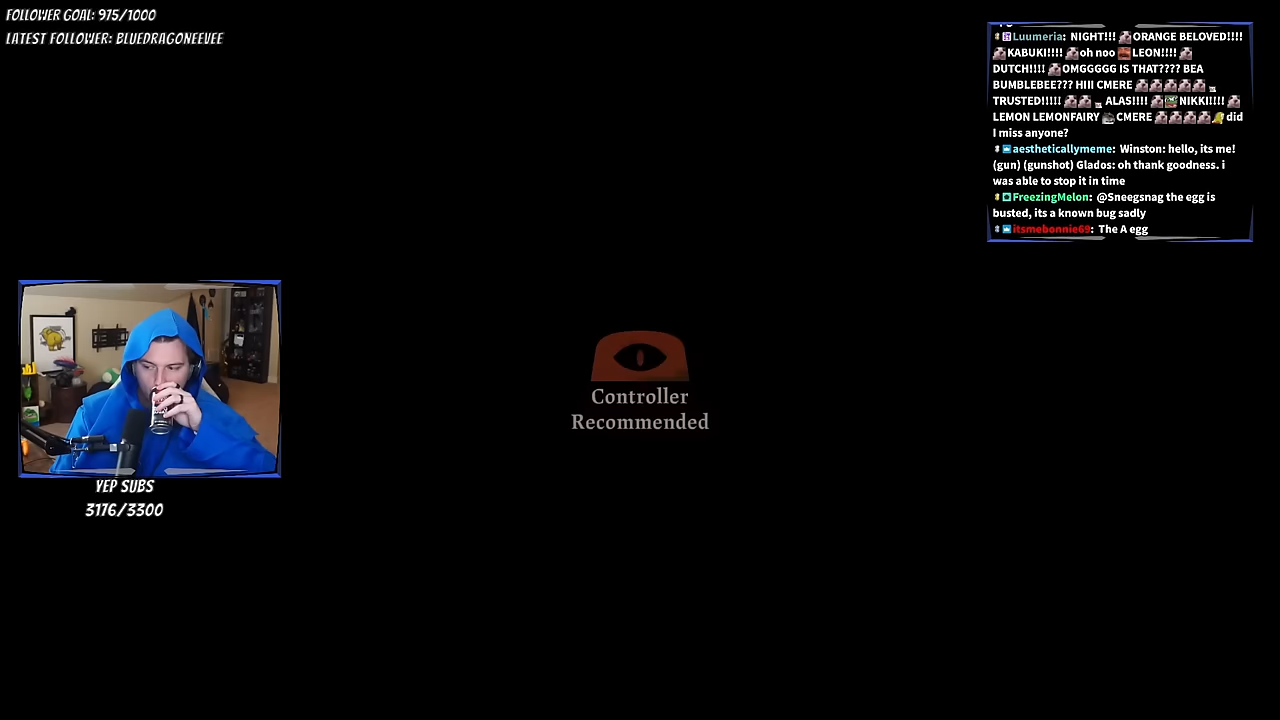 FOLLOWER GOAL: 975/1000
LATEST FOLLOWER: BLUEDRAGONEEVEE
Luumeria: NIGHT!!! ORANGE BELOVED!!!!
KABUKI!!!! oh noo LEON!!!!
DUTCH!!!! OMGGGGG IS THAT???? BEA
BUMBLEBEE??? HIII CMERE
TRUSTED!!!!! ALAS!!!! NIKKI!!!!
LEMON LEMONFAIRY CMERE did
I miss anyone?
aestheticallymeme: Winston: hello, its me!
(gun) (gunshot) Glados: oh thank goodness. i
was able to stop it in time
FreezingMelon: @Sneegsnag the egg is
busted, its a known bug sadly
itsmebonnie69: The A egg
Controller
Recommended
YEP SUBS
3176/3300